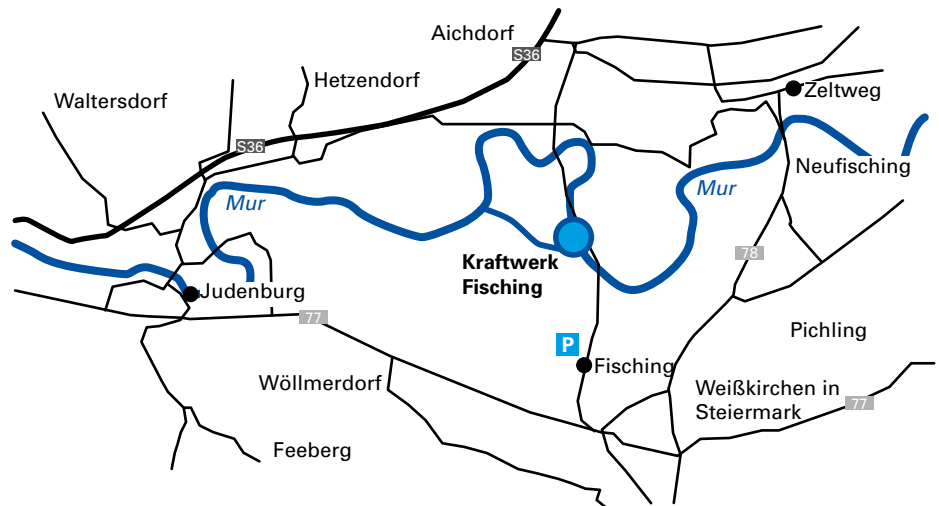 Aichdorf
S36
Hetzendorf
Zeltweg
Waltersdorf
S36
Neufisching
Mur
Mur
78
Kraftwerk
Fisching
Judenburg
77
Pichling
P
Fisching
Wöllmerdorf
Weißkirchen in
Steiermark
77
Feeberg